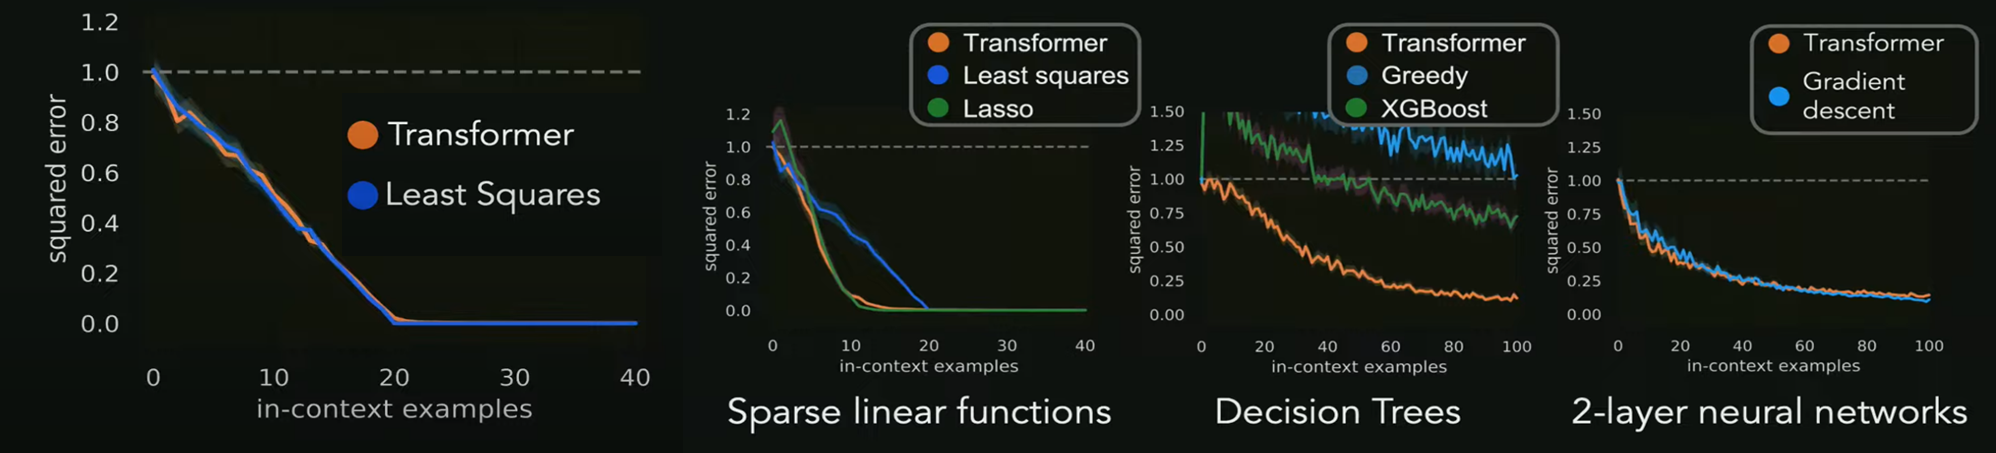 1.2
1.0
0.8
0.6
0.4
0.2
0.0
squared error
Transformer
Least Squares
0 10 20 30 40
in-context examples
Transformer
Least squares
Lasso
1.2
1.0
0.8
0.6
0.4
0.2
0.0
squared error
0 10 20 30 40
in-context examples
Sparse linear functions
Transformer
Greedy
XGBoost
1.50
1.25
1.00
0.75
0.50
0.25
0.00
squared error
0 20 40 60 80 100
in-context examples
Decision Trees
Transformer
Gradient
descent
1.50
1.25
1.00
0.75
0.50
0.25
0.00
squared error
0 20 40 60 80 100
in-context examples
2-layer neural networks